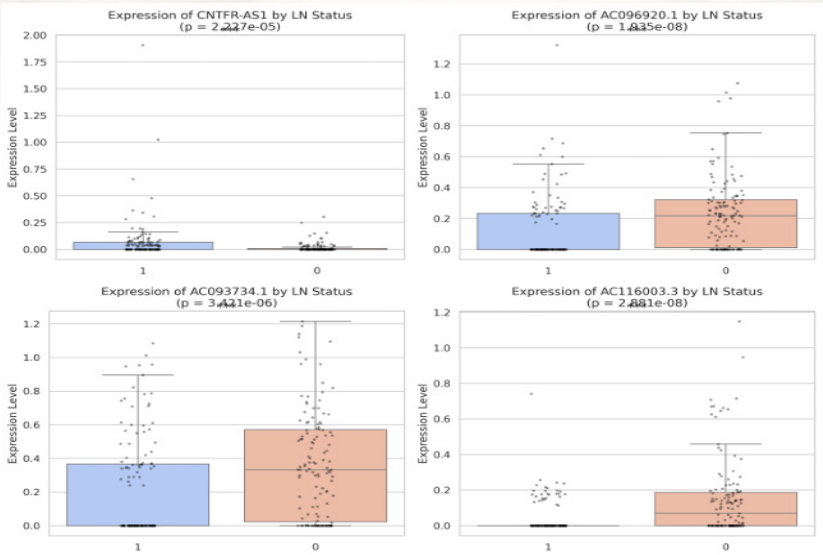 Expression of CNTFR-AS1 by LN Status
(p = 2.227e-05)
Expression Level
2.00
1.75
1.50
1.25
1.00
0.75
0.50
0.25
0.00
1 0
Expression of AC096920.1 by LN Status
(p = 1.935e-08)
Expression Level
1.2
1.0
0.8
0.6
0.4
0.2
0.0
1 0
Expression of AC093734.1 by LN Status
(p = 3.421e-06)
Expression Level
1.2
1.0
0.8
0.6
0.4
0.2
0.0
1 0
Expression of AC116003.3 by LN Status
(p = 2.881e-08)
Expression Level
1.2
1.0
0.8
0.6
0.4
0.2
0.0
1 0